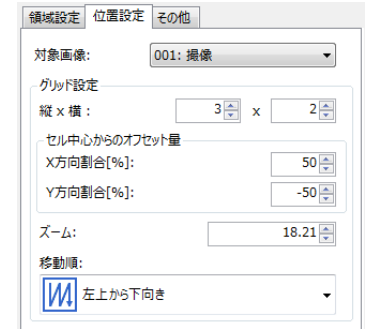 領域設定 位置設定 その他
対象画像: 001: 撮像
グリッド設定
縦 x 横 : 3 x 2
セル中心からのオフセット量
X方向割合[%]: 50
Y方向割合[%]: -50
ズーム: 18.21
移動順:
左上から下向き